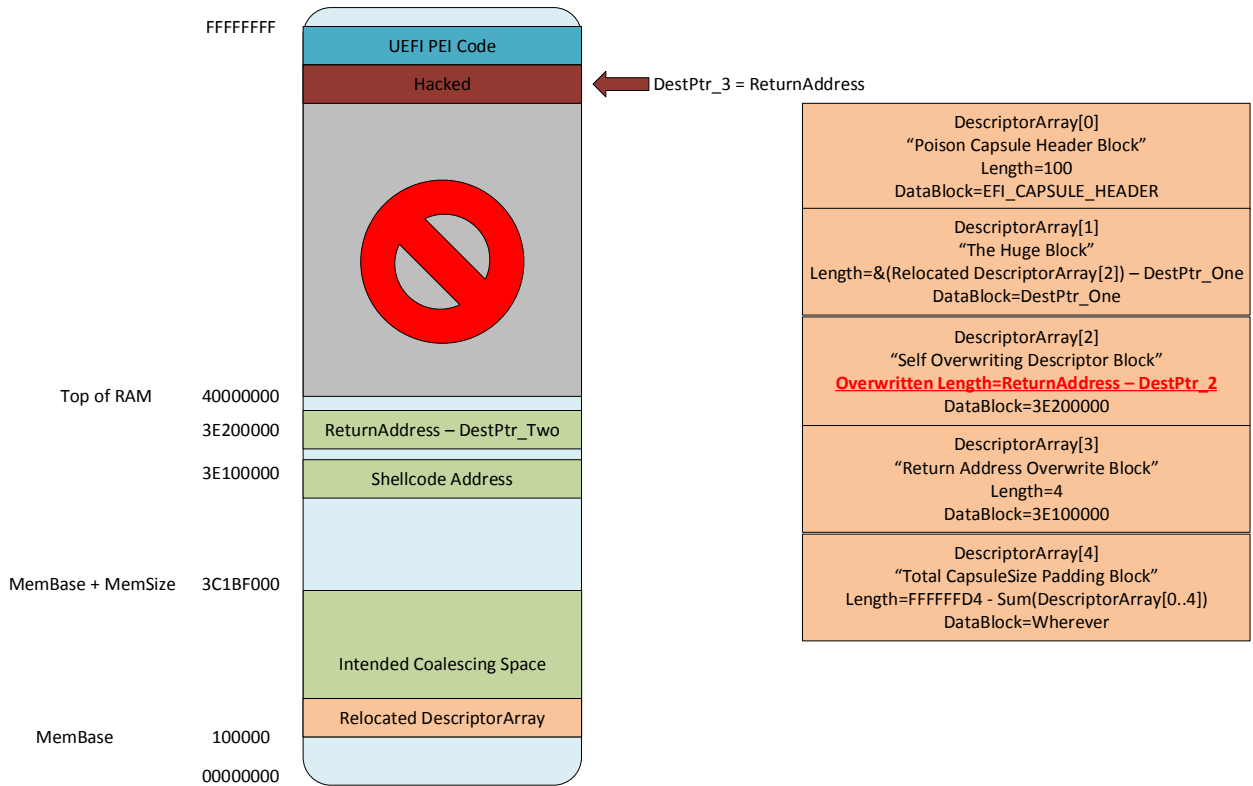 FFFFFFFF
UEFI PEI Code
Hacked
DestPtr_3 = ReturnAddress
Top of RAM
40000000
3E200000
ReturnAddress – DestPtr_Two
3E100000
Shellcode Address
MemBase + MemSize
3C1BF000
Intended Coalescing Space
Relocated DescriptorArray
MemBase
100000
00000000
DescriptorArray[0]
“Poison Capsule Header Block”
Length=100
DataBlock=EFI_CAPSULE_HEADER
DescriptorArray[1]
“The Huge Block”
Length=&(Relocated DescriptorArray[2]) – DestPtr_One
DataBlock=DestPtr_One
DescriptorArray[2]
“Self Overwriting Descriptor Block”
Overwritten Length=ReturnAddress – DestPtr_2
DataBlock=3E200000
DescriptorArray[3]
“Return Address Overwrite Block”
Length=4
DataBlock=3E100000
DescriptorArray[4]
“Total CapsuleSize Padding Block”
Length=FFFFFFD4 - Sum(DescriptorArray[0..4])
DataBlock=Wherever